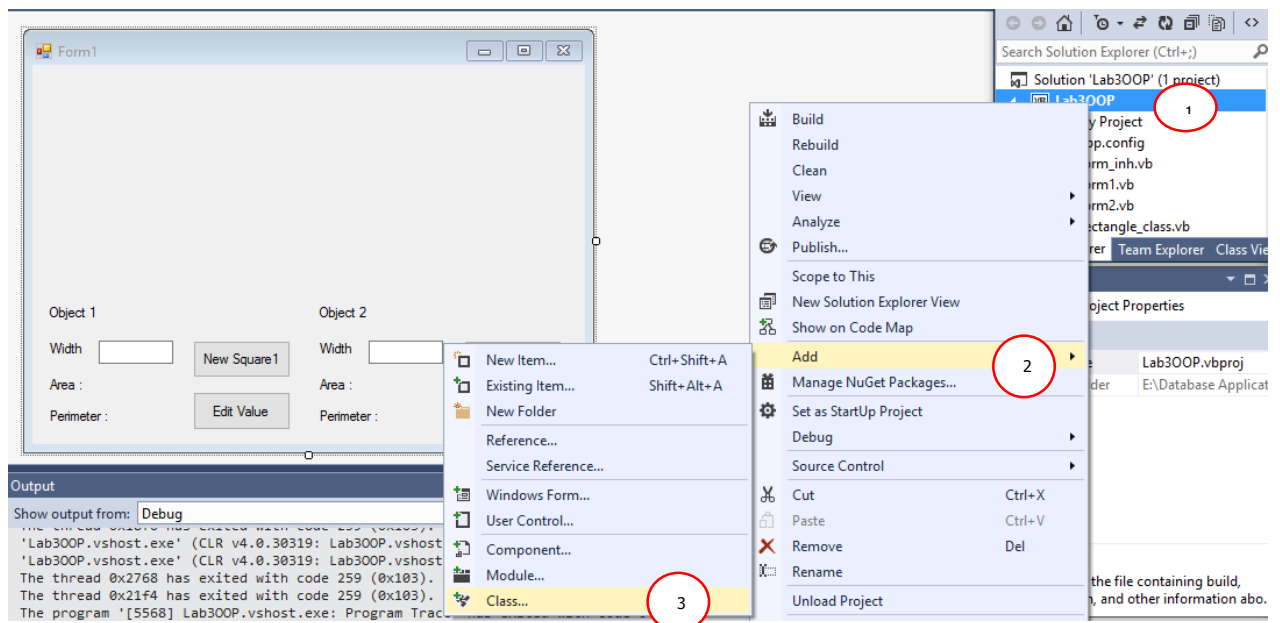 Form1
Object 1
Object 2
Width
New Square1
Width
Area :
Area :
Perimeter :
Edit Value
Perimeter :
Output
Show output from: Debug
'Lab3OOP.vshost.exe' (CLR v4.0.30319: Lab3OOP.vshost
'Lab3OOP.vshost.exe' (CLR v4.0.30319: Lab3OOP.vshost
The thread 0x2768 has exited with code 259 (0x103).
The thread 0x21f4 has exited with code 259 (0x103).
The program '[5568] Lab3OOP.vshost.exe: Program Trac
New Item... Ctrl+Shift+A
Existing Item... Shift+Alt+A
New Folder
Reference...
Service Reference...
Windows Form...
User Control...
Component...
Module...
Class...
3
Build
Rebuild
Clean
View
Analyze
Publish...
Scope to This
New Solution Explorer View
Show on Code Map
Add
2
Manage NuGet Packages...
Set as StartUp Project
Debug
Source Control
Cut Ctrl+X
Paste Ctrl+V
Remove Del
Rename
Unload Project
Search Solution Explorer (Ctrl+;)
Solution 'Lab3OOP' (1 project)
VB Lab3OOP
1
y Project
pp.config
rm_inh.vb
rm1.vb
rm2.vb
ectangle_class.vb
rer Team Explorer Class Vie
oject Properties
Lab3OOP.vbproj
der E:\Database Applicat
the file containing build,
, and other information abo.